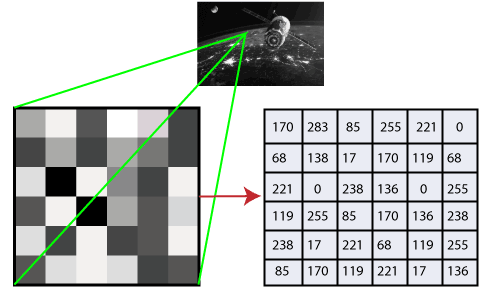 170 283 85 255 221 0
68 138 17 170 119 68
221 0 238 136 0 255
119 255 85 170 136 238
238 17 221 68 119 255
85 170 119 221 17 136